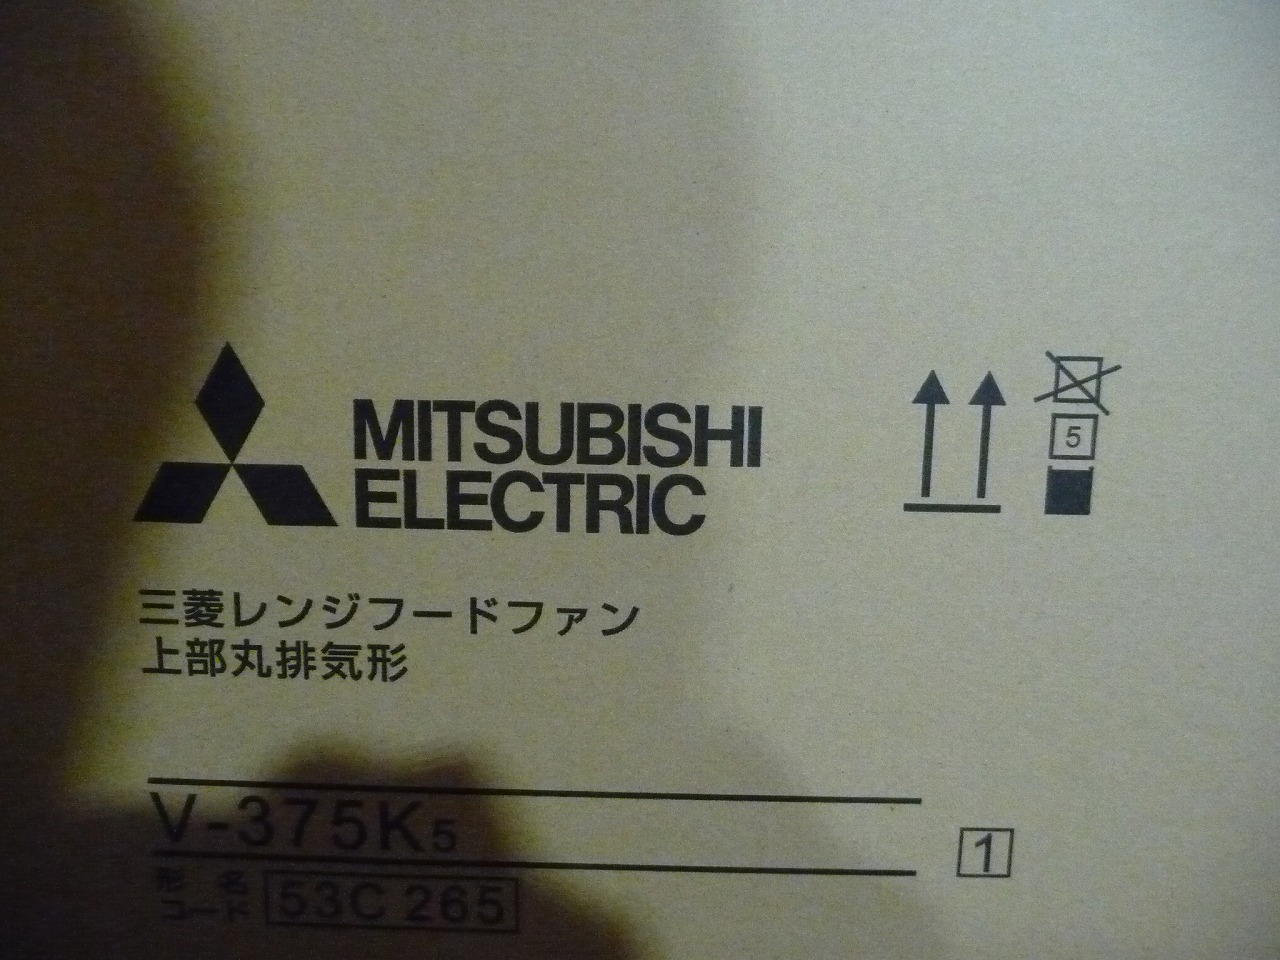 MITSUBISHI
ELECTRIC
5
三菱レンジフードファン
上部丸排気形
V-375K5
1
形名
コード 53C 265